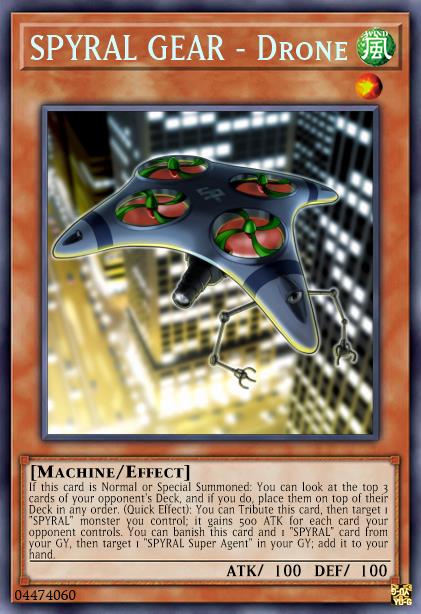 SPYRAL GEAR - DRONE
WIND
風
[MACHINE/EFFECT]
If this card is Normal or Special Summoned: You can look at the top 3
cards of your opponent's Deck, and if you do, place them on top of their
Deck in any order. (Quick Effect): You can Tribute this card, then target 1
"SPYRAL" monster you control; it gains 500 ATK for each card your
opponent controls. You can banish this card and 1 "SPYRAL" card from
your GY, then target 1 "SPYRAL Super Agent" in your GY; add it to your
hand.
ATK/ 100 DEF/ 100
04474060